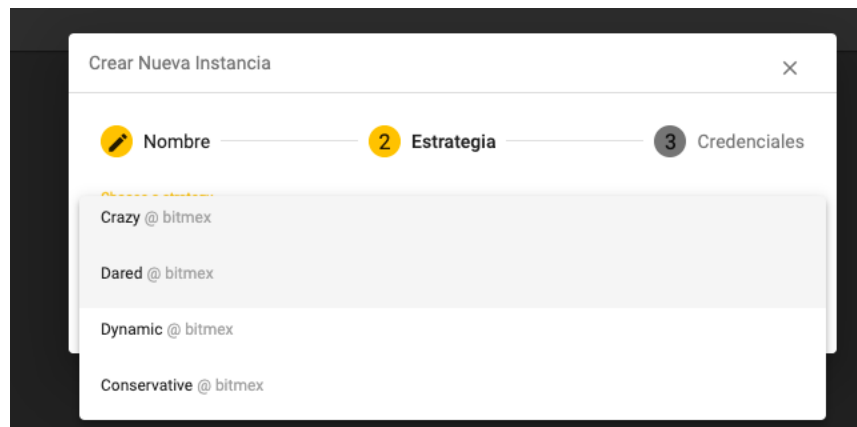 Crear Nueva Instancia
Nombre 2 Estrategia 3 Credenciales
Crazy @ bitmex
Dared @ bitmex
Dynamic @ bitmex
Conservative @ bitmex